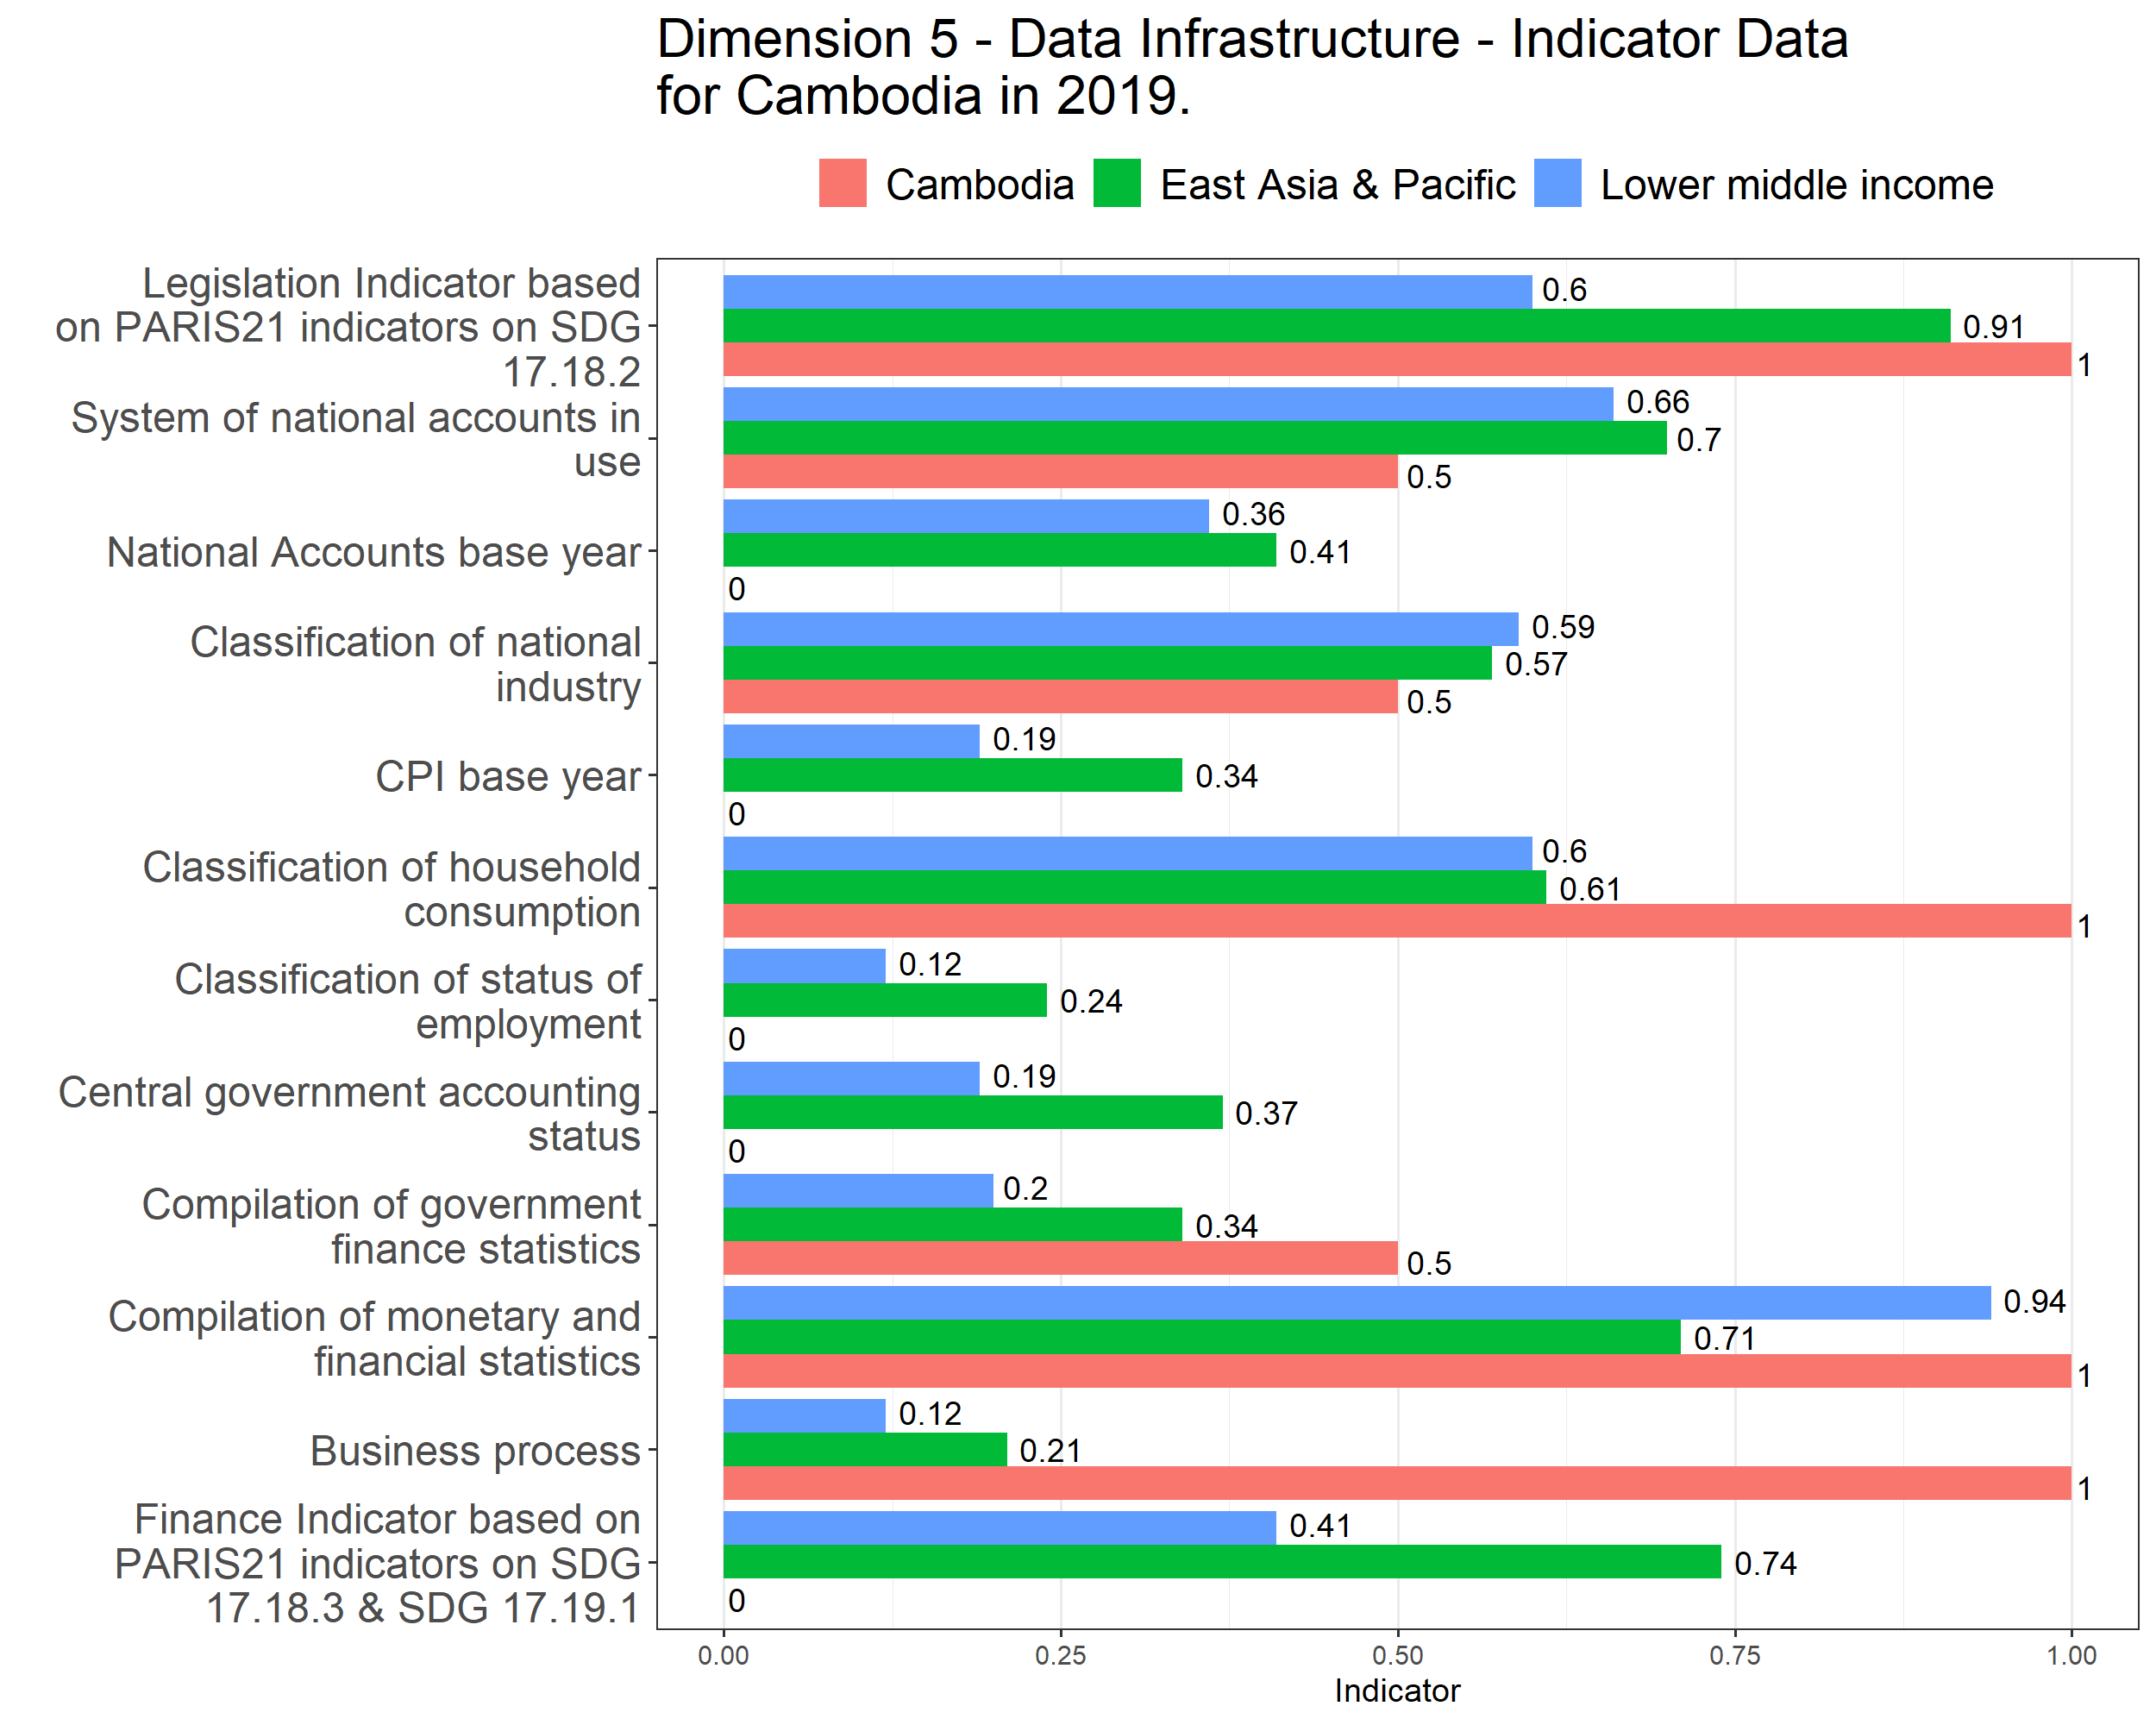 Dimension 5 - Data Infrastructure - Indicator Data
for Cambodia in 2019.
Cambodia East Asia & Pacific Lower middle income
Legislation Indicator based
on PARIS21 indicators on SDG
17.18.2
0.6
0.91
1
System of national accounts in
use
0.66
0.7
0.5
National Accounts base year
0.36
0.41
0
Classification of national
industry
0.59
0.57
0.5
CPI base year
0.19
0.34
0
Classification of household
consumption
0.6
0.61
1
Classification of status of
employment
0.12
0.24
0
Central government accounting
status
0.19
0.37
0
Compilation of government
finance statistics
0.2
0.34
0.5
Compilation of monetary and
financial statistics
0.94
0.71
1
Business process
0.12
0.21
1
Finance Indicator based on
PARIS21 indicators on SDG
17.18.3 & SDG 17.19.1
0.41
0.74
0
0.00 0.25 0.50 0.75 1.00
Indicator